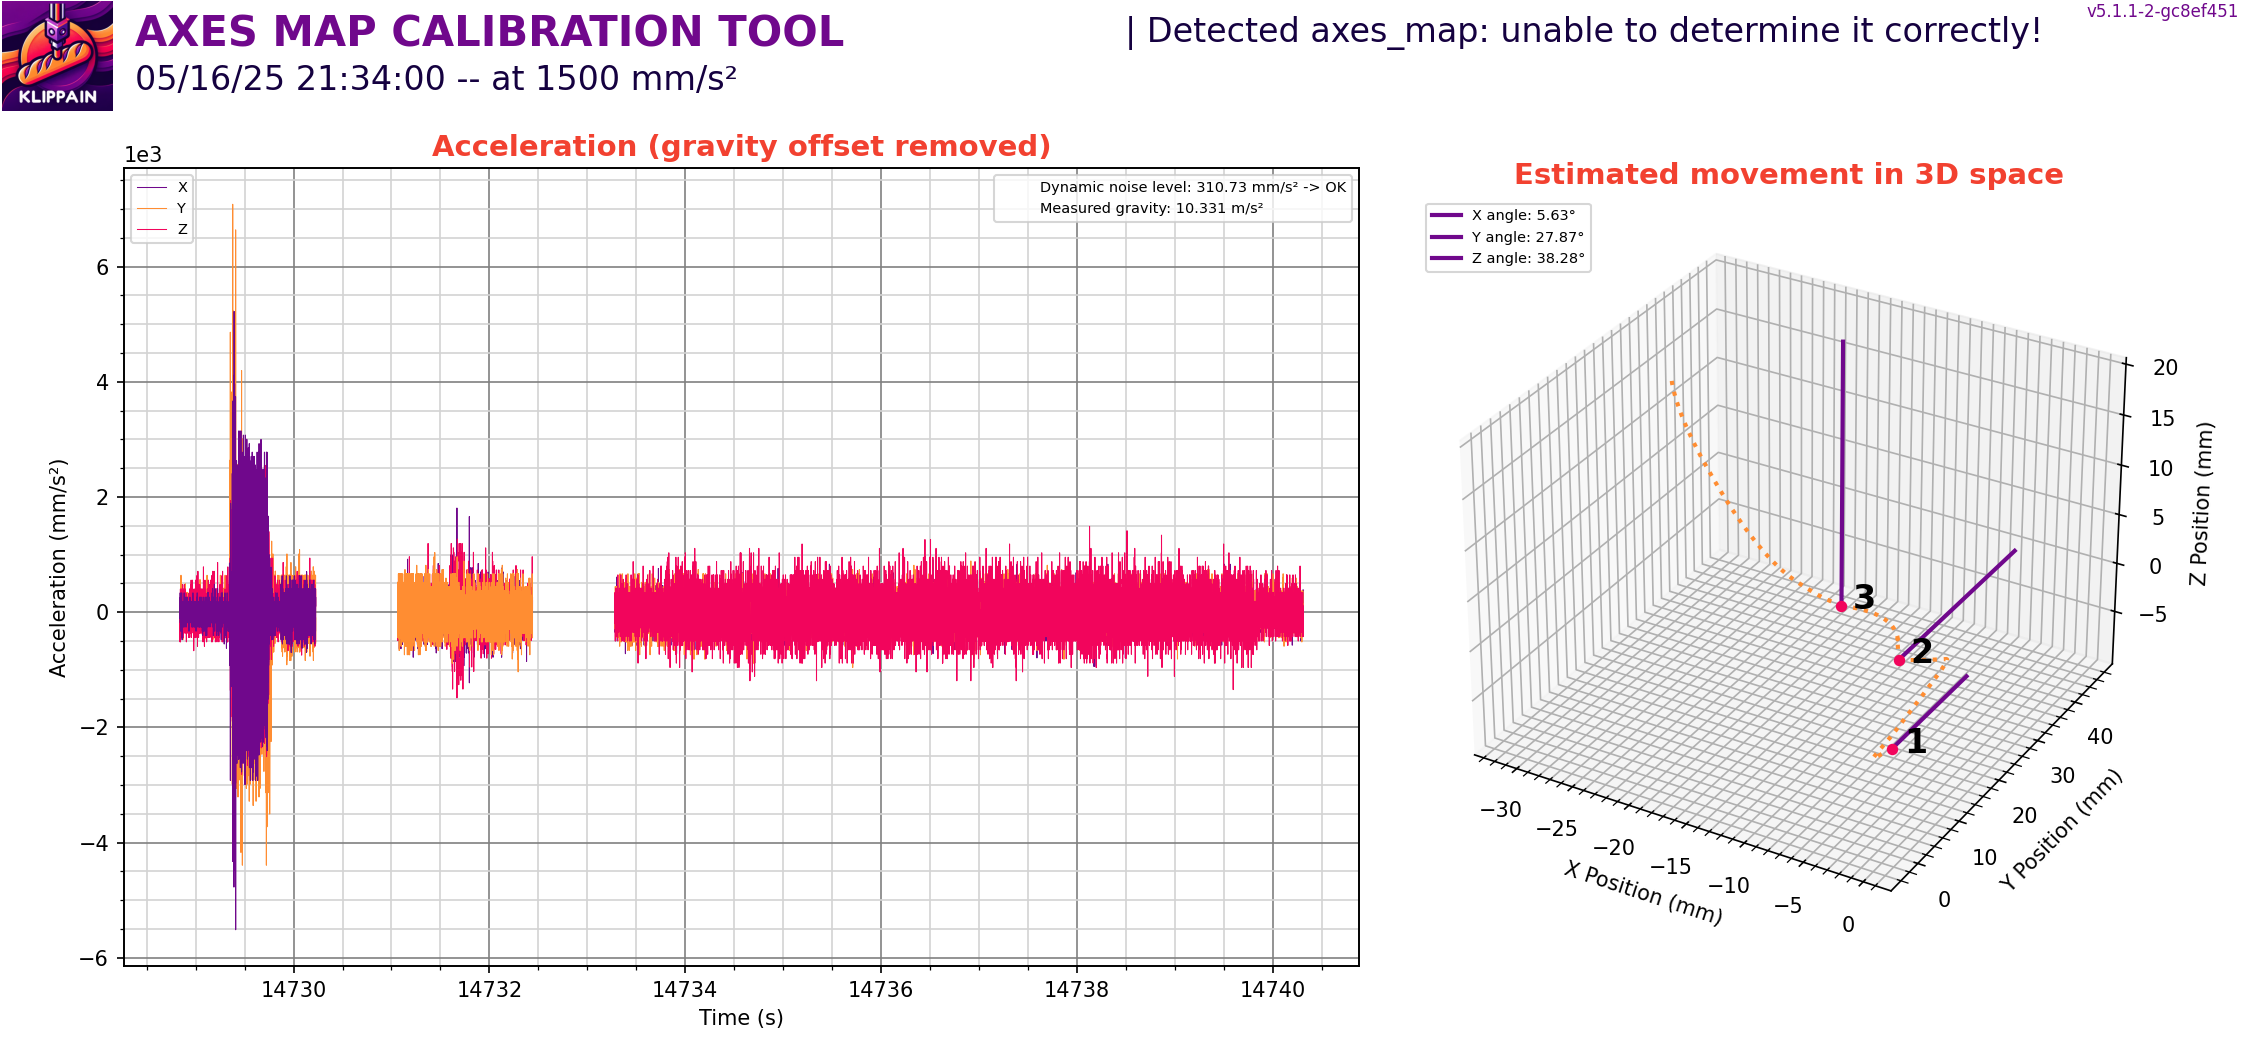 KLIPPAIN
AXES MAP CALIBRATION TOOL
05/16/25 21:34:00 -- at 1500 mm/s²
| Detected axes_map: unable to determine it correctly!
v5.1.1-2-gc8ef451
Acceleration (gravity offset removed)
1e3
X
Y
Z
Dynamic noise level: 310.73 mm/s² -> OK
Measured gravity: 10.331 m/s²
6
4
2
0
−2
−4
−6
Acceleration (mm/s²)
14730
14732
14734
14736
14738
14740
Time (s)
Estimated movement in 3D space
X angle: 5.63°
Y angle: 27.87°
Z angle: 38.28°
3
2
1
20
15
10
5
0
−5
Z Position (mm)
−30
−25
−20
−15
−10
−5
0
X Position (mm)
0
10
20
30
40
Y Position (mm)